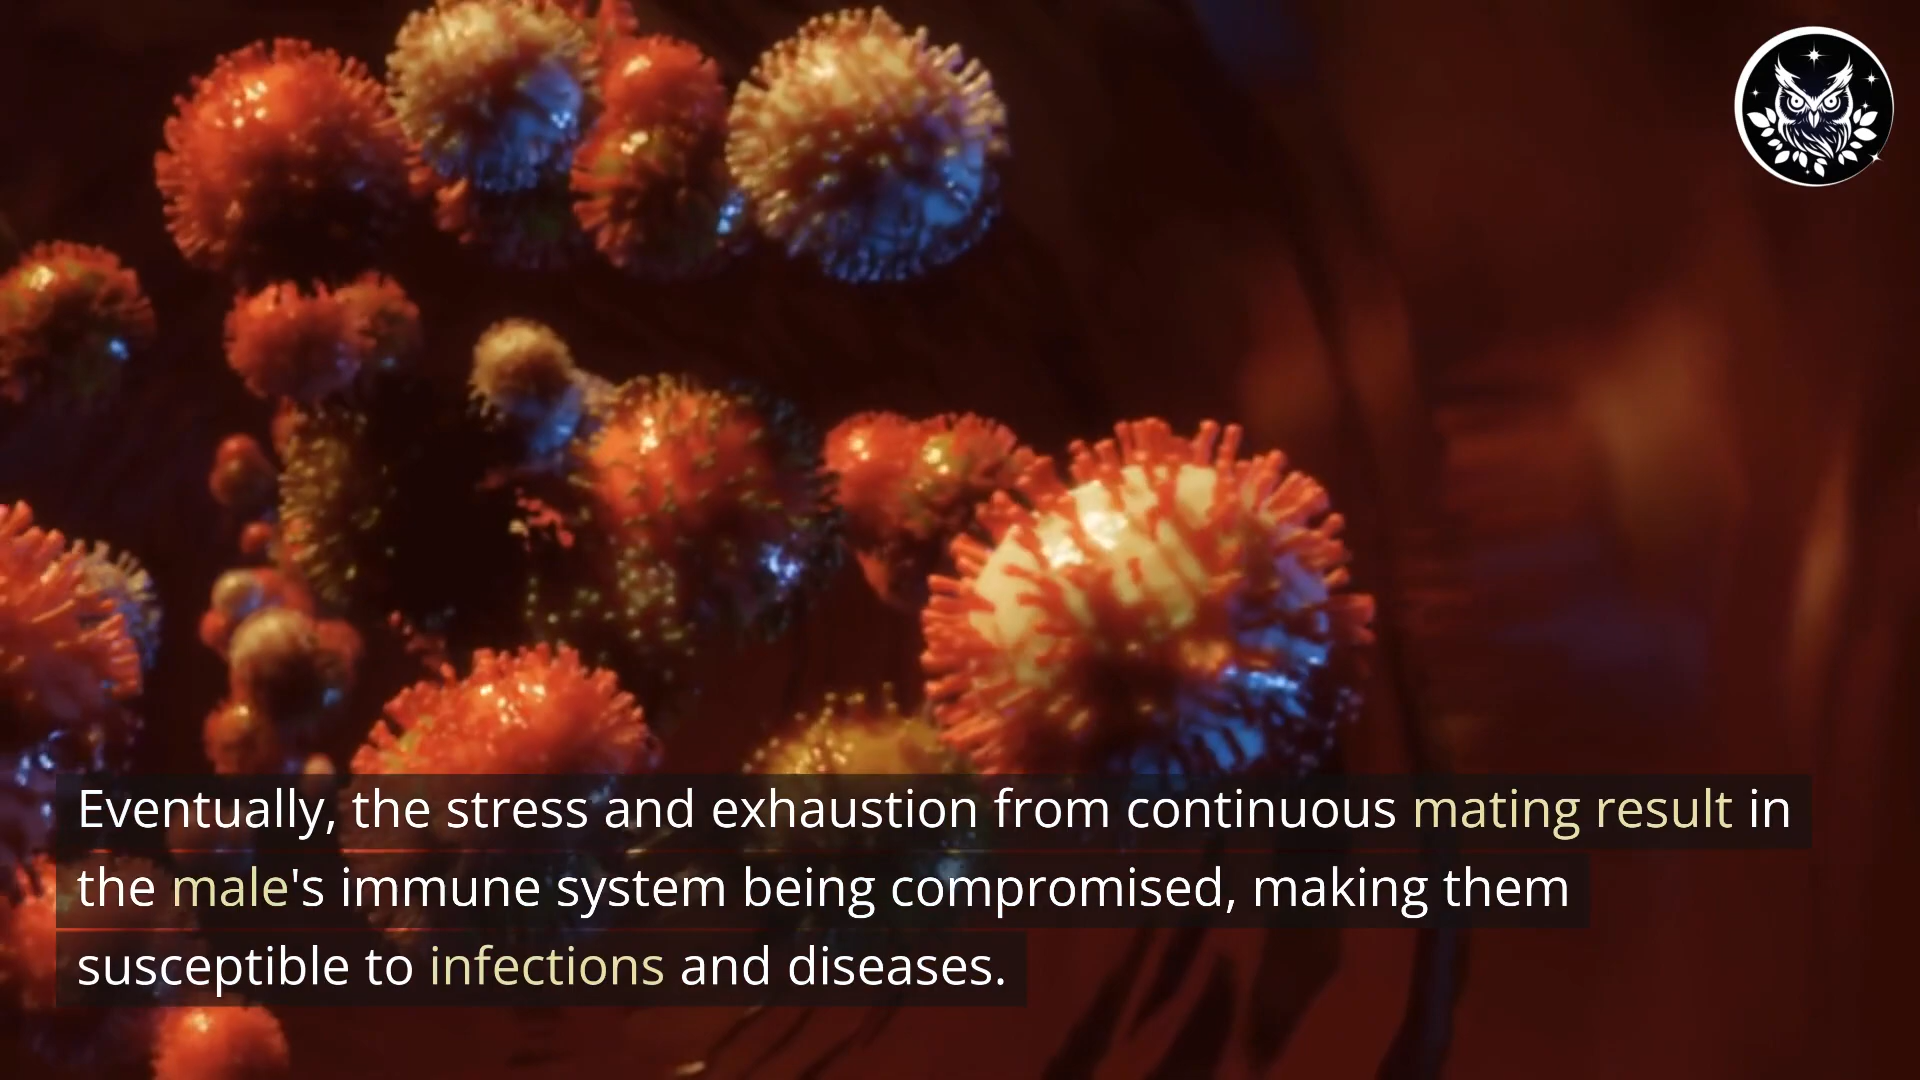 Eventually, the stress and exhaustion from continuous mating result in
the male's immune system being compromised, making them
susceptible to infections and diseases.